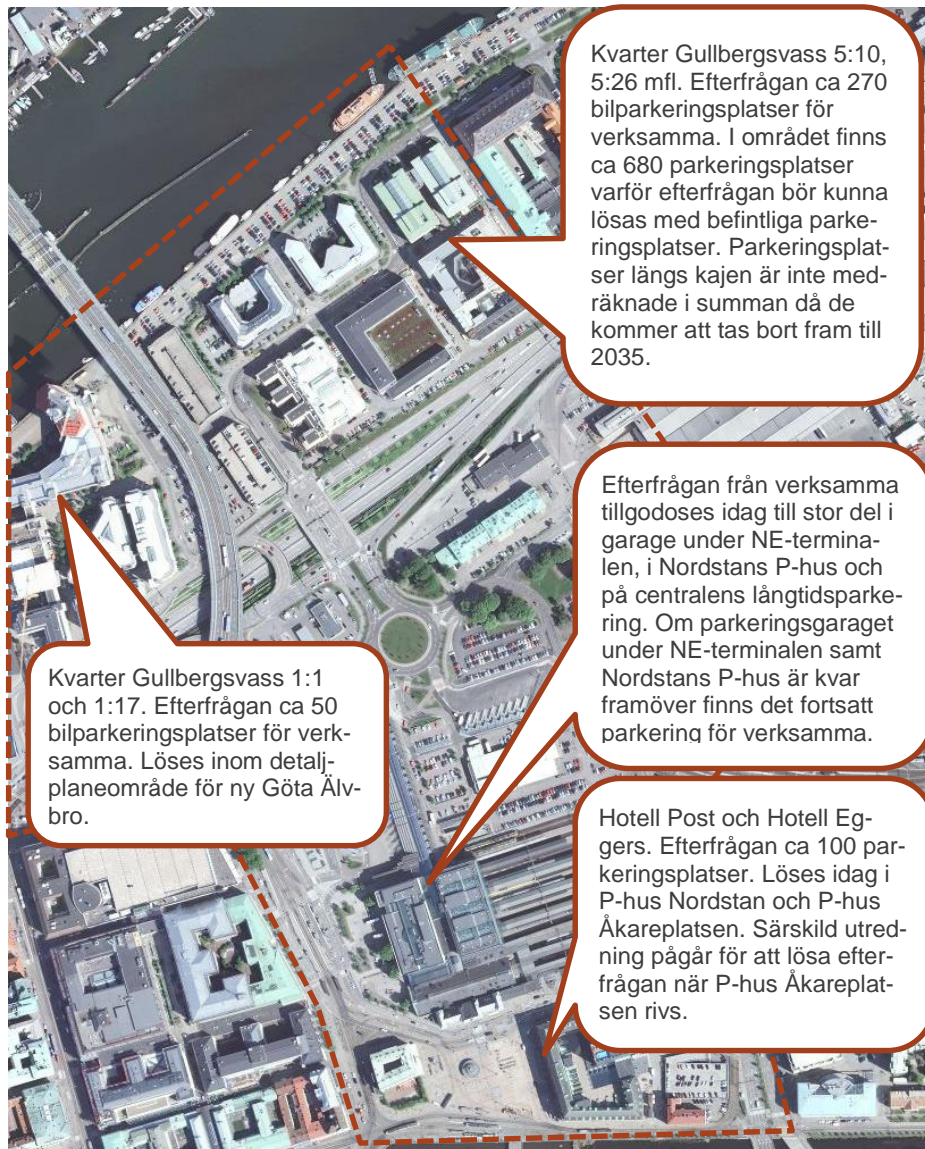 Kvarter Gullbergsvass 5:10,
5:26 mfl. Efterfrågan ca 270
bilparkeringsplatser för
verksamma. I området finns
ca 680 parkeringsplatser
varför efterfrågan bör kunna
lösas med befintliga parke-
ringsplatser. Parkeringsplat-
ser längs kajen är inte med-
räknade i summan då de
kommer att tas bort fram till
2035.
Efterfrågan från verksamma
tillgodoses idag till stor del i
garage under NE-termina-
len, i Nordstans P-hus och
på centralens långtidsparke-
ring. Om parkeringsgaraget
under NE-terminalen samt
Nordstans P-hus är kvar
framöver finns det fortsatt
parkering för verksamma.
Kvarter Gullbergsvass 1:1
och 1:17. Efterfrågan ca 50
bilparkeringsplatser för verk-
samma. Löses inom detalj-
planeområde för ny Göta Älv-
bro.
Hotell Post och Hotell Eg-
gers. Efterfrågan ca 100 par-
keringsplatser. Löses idag i
P-hus Nordstan och P-hus
Åkareplatsen. Särskild utred-
ning pågår för att lösa efter-
frågan när P-hus Åkareplat-
sen rivs.